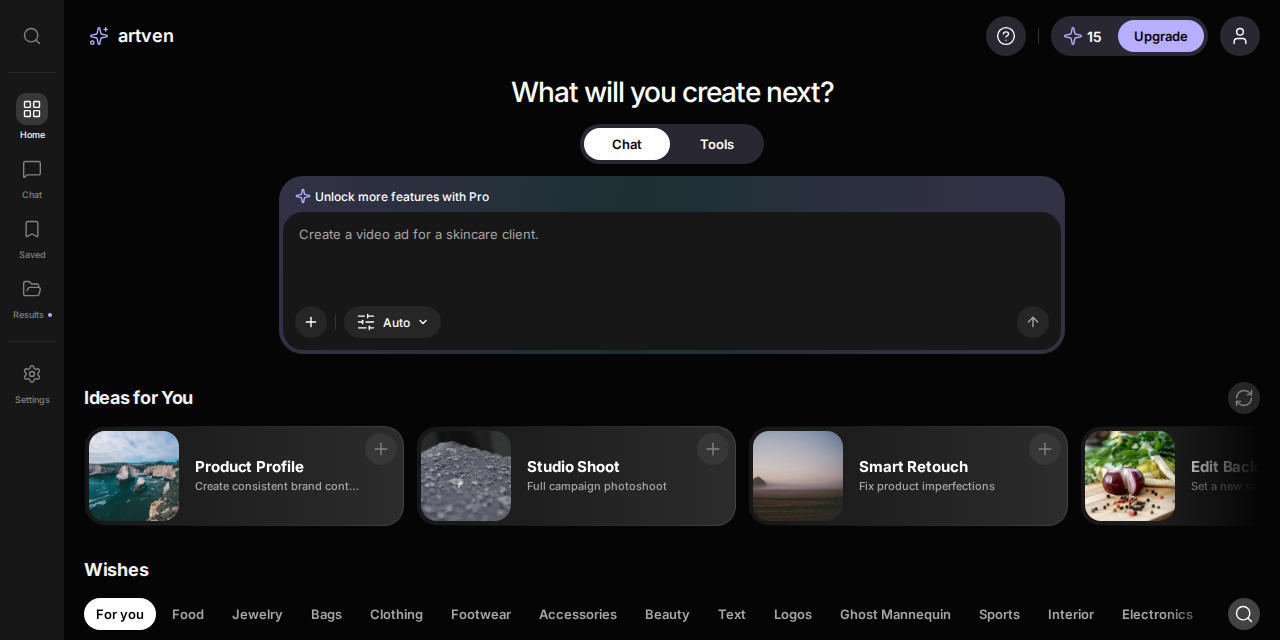 artven
15
Upgrade
Home
Chat
Saved
Results
Settings
What will you create next?
Chat
Tools
Unlock more features with Pro
Create a video ad for a skincare client.
Auto
Ideas for You
Product Profile
Create consistent brand cont...
Studio Shoot
Full campaign photoshoot
Smart Retouch
Fix product imperfections
Edit Back
Set a new
Wishes
For you
Food
Jewelry
Bags
Clothing
Footwear
Accessories
Beauty
Text
Logos
Ghost Mannequin
Sports
Interior
Electronics